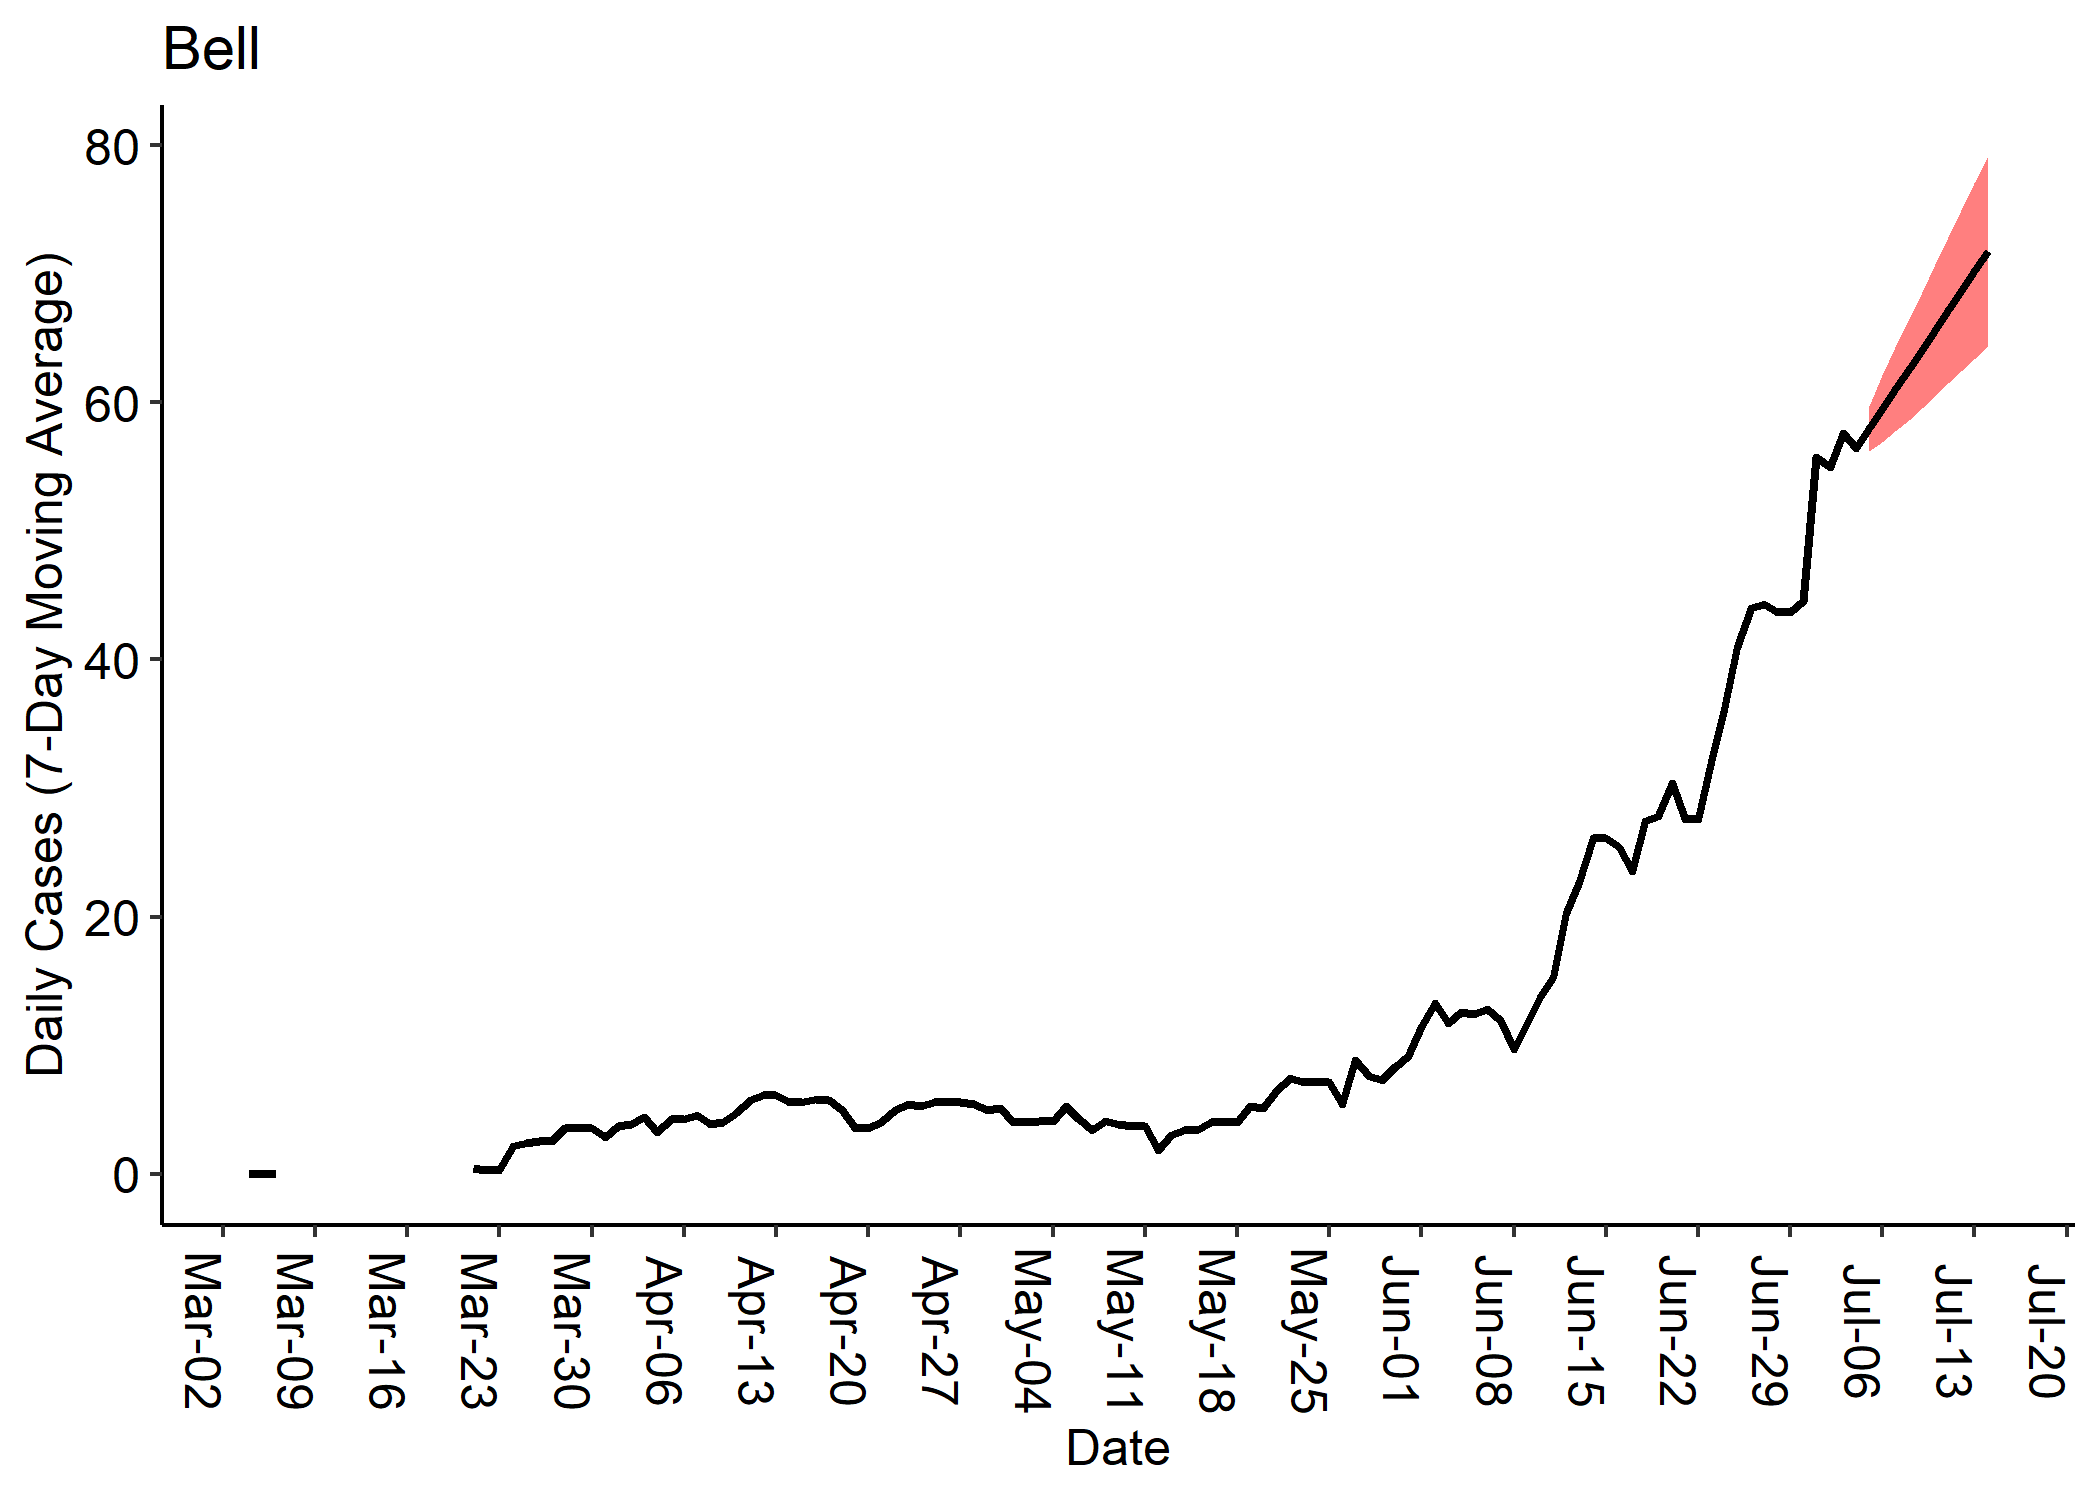 Bell
Daily Cases (7-Day Moving Average)
80
60
40
20
0
Mar-02
Mar-09
Mar-16
Mar-23
Mar-30
Apr-06
Apr-13
Apr-20
Apr-27
May-04
May-11
May-18
May-25
Jun-01
Jun-08
Jun-15
Jun-22
Jun-29
Jul-06
Jul-13
Jul-20
Date